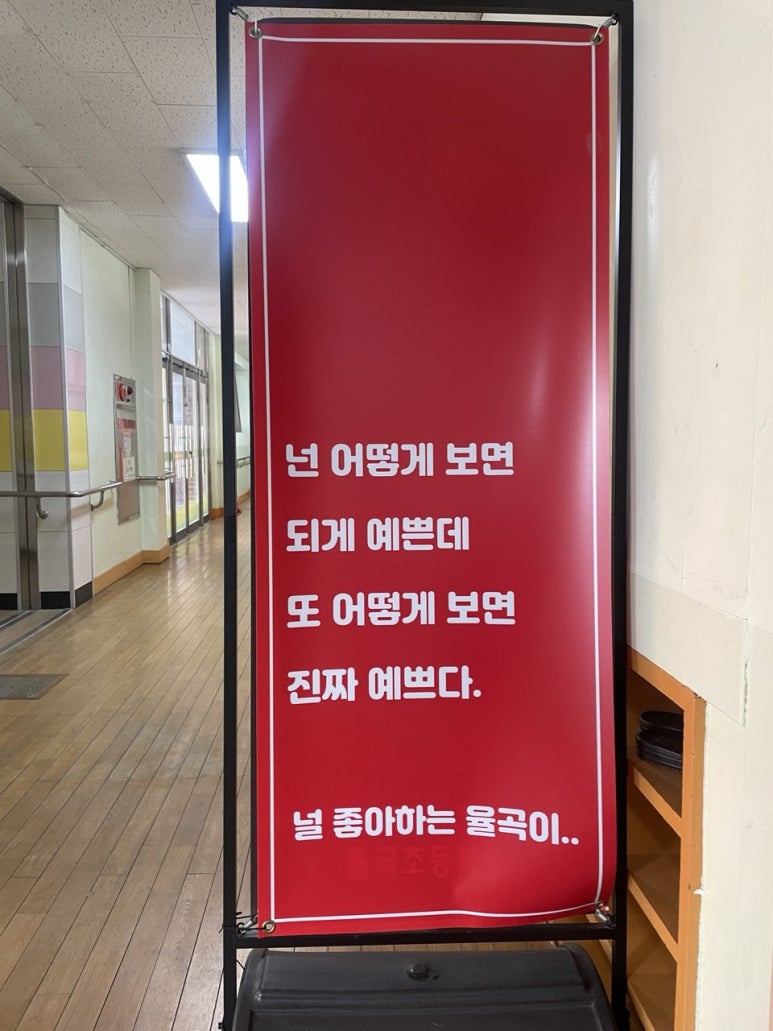 넌 어떻게 보면
되게 예쁜데
또 어떻게 보면
진짜 예쁘다.
널 좋아하는 율곡이..